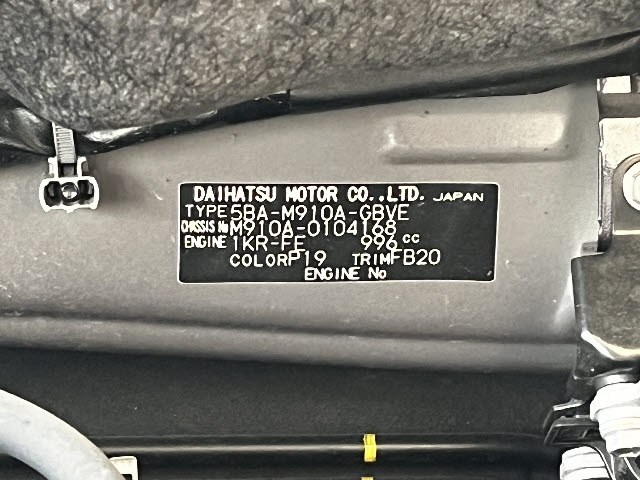 DAIHATSU MOTOR CO.,LTD. JAPAN
TYPE 5BA-M910A-GBVE
CHASSIS No M910A-0104168
ENGINE 1KR-FE 996 cc
COLOR P19 TRIM FB20
ENGINE No